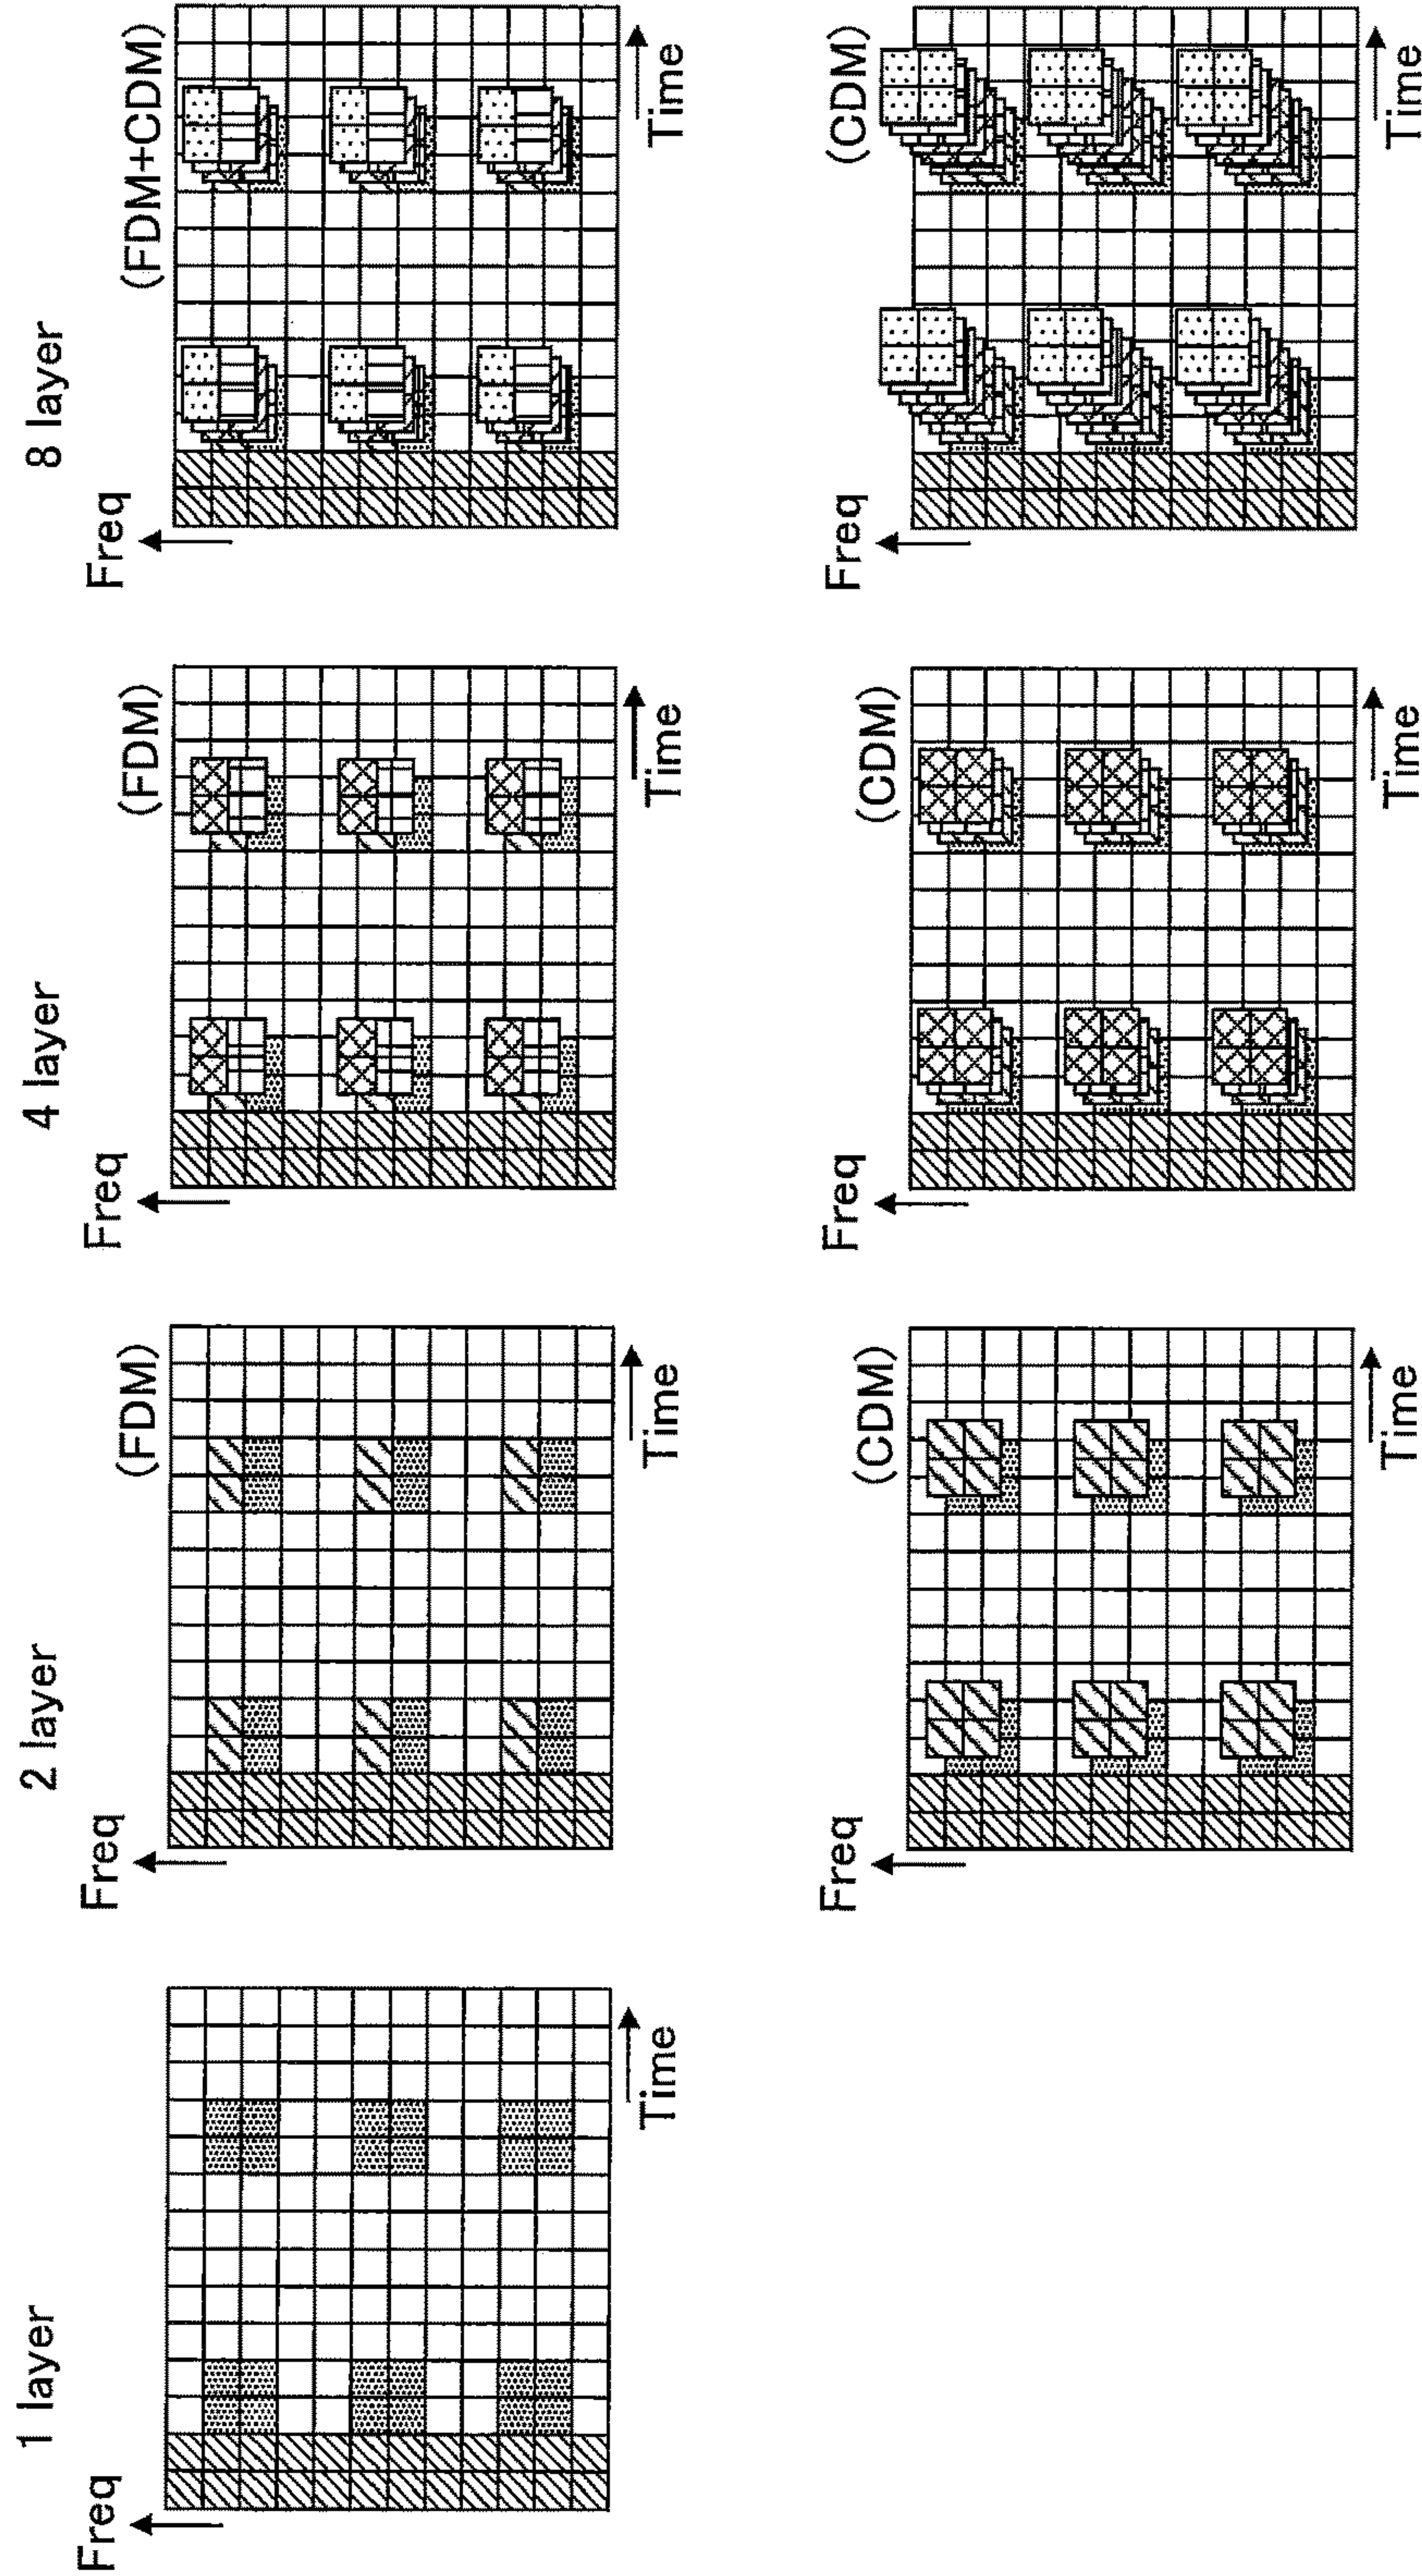 1 layer
Freq
Time
2 layer
Freq
(FDM)
Time
Freq
(CDM)
Time
4 layer
Freq
(FDM)
Time
Freq
(CDM)
Time
8 layer
Freq
(FDM+CDM)
Time
Freq
(CDM)
Time